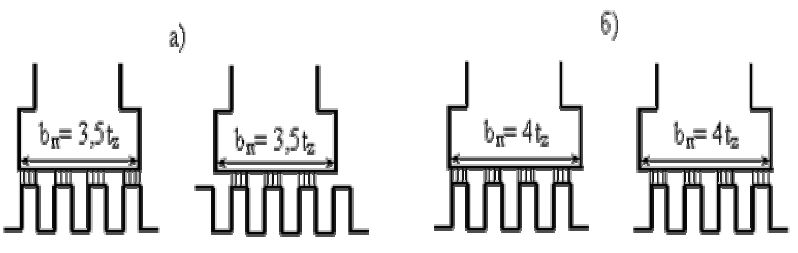 а)
б)
bп= 3,5tz
bп= 3,5tz
bп= 4tz
bп= 4tz